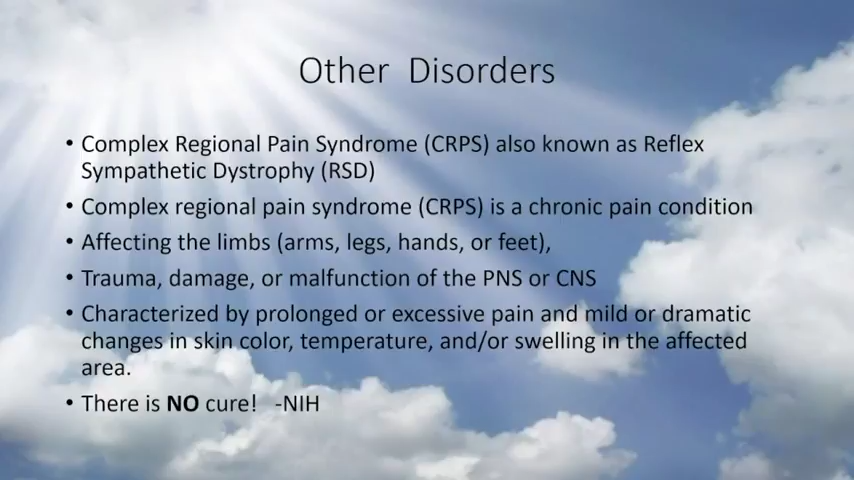 Other Disorders
• Complex Regional Pain Syndrome (CRPS) also known as Reflex
Sympathetic Dystrophy (RSD)
• Complex regional pain syndrome (CRPS) is a chronic pain condition
• Affecting the limbs (arms, legs, hands, or feet),
• Trauma, damage, or malfunction of the PNS or CNS
• Characterized by prolonged or excessive pain and mild or dramatic
changes in skin color, temperature, and/or swelling in the affected
area.
• There is NO cure! -NIH